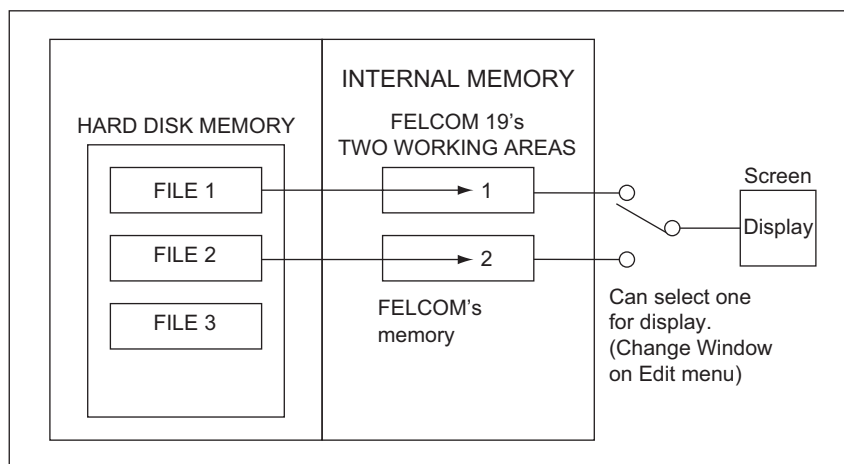 HARD DISK MEMORY
FILE 1
FILE 2
FILE 3
INTERNAL MEMORY
FELCOM 19's
TWO WORKING AREAS
1
2
FELCOM's
memory
Screen
Display
Can select one
for display.
(Change Window
on Edit menu)